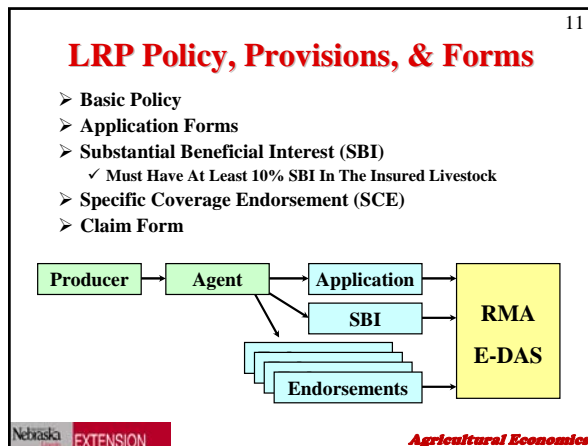 11
LRP Policy, Provisions, & Forms
➢ Basic Policy
➢ Application Forms
➢ Substantial Beneficial Interest (SBI)
✓ Must Have At Least 10% SBI In The Insured Livestock
➢ Specific Coverage Endorsement (SCE)
➢ Claim Form
Producer
Agent
Application
SBI
Endorsements
RMA
E-DAS
Nebraska
EXTENSION
Agricultural Economics